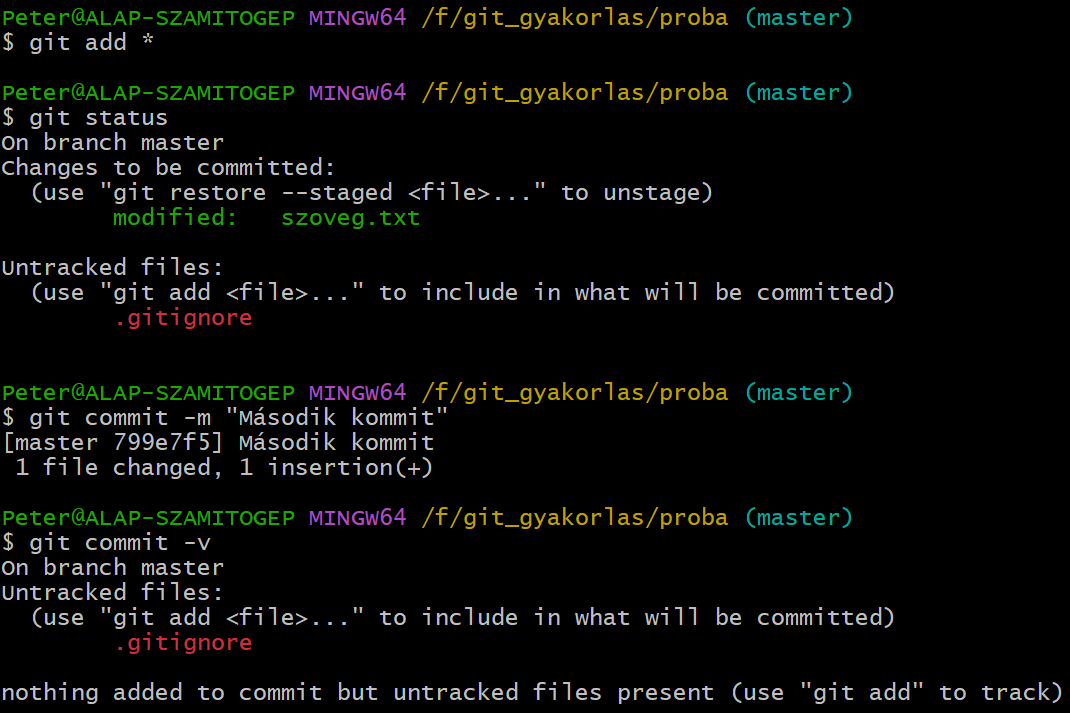 Peter@ALAP-SZAMITOGEP MINGW64 /f/git_gyakorlas/proba (master)
$ git add *
Peter@ALAP-SZAMITOGEP MINGW64 /f/git_gyakorlas/proba (master)
$ git status
On branch master
Changes to be committed:
  (use "git restore --staged <file>..." to unstage)
        modified:   szoveg.txt
Untracked files:
  (use "git add <file>..." to include in what will be committed)
        .gitignore
Peter@ALAP-SZAMITOGEP MINGW64 /f/git_gyakorlas/proba (master)
$ git commit -m "Második kommit"
[master 799e7f5] Második kommit
 1 file changed, 1 insertion(+)
Peter@ALAP-SZAMITOGEP MINGW64 /f/git_gyakorlas/proba (master)
$ git commit -v
On branch master
Untracked files:
  (use "git add <file>..." to include in what will be committed)
        .gitignore
nothing added to commit but untracked files present (use "git add" to track)